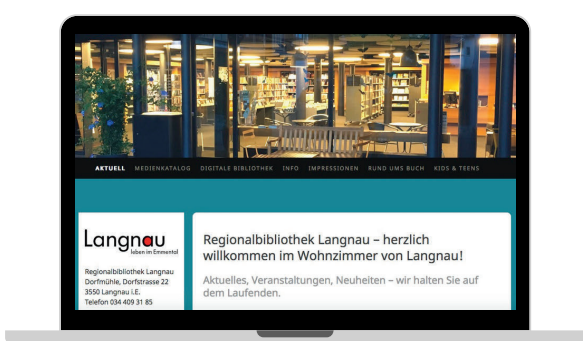 AKTUELL MEDIENKATALOG DIGITALE BIBLIOTHEK INFO IMPRESSIONEN RUND UMS BUCH KIDS & TEENS
Langnau
leben im Emmental
Regionalbibliothek Langnau
Dorfmühle, Dorfstrasse 22
3550 Langnau i.E.
Telefon 034 409 31 85
Regionalbibliothek Langnau – herzlich
willkommen im Wohnzimmer von Langnau!
Aktuelles, Veranstaltungen, Neuheiten – wir halten Sie auf
dem Laufenden.